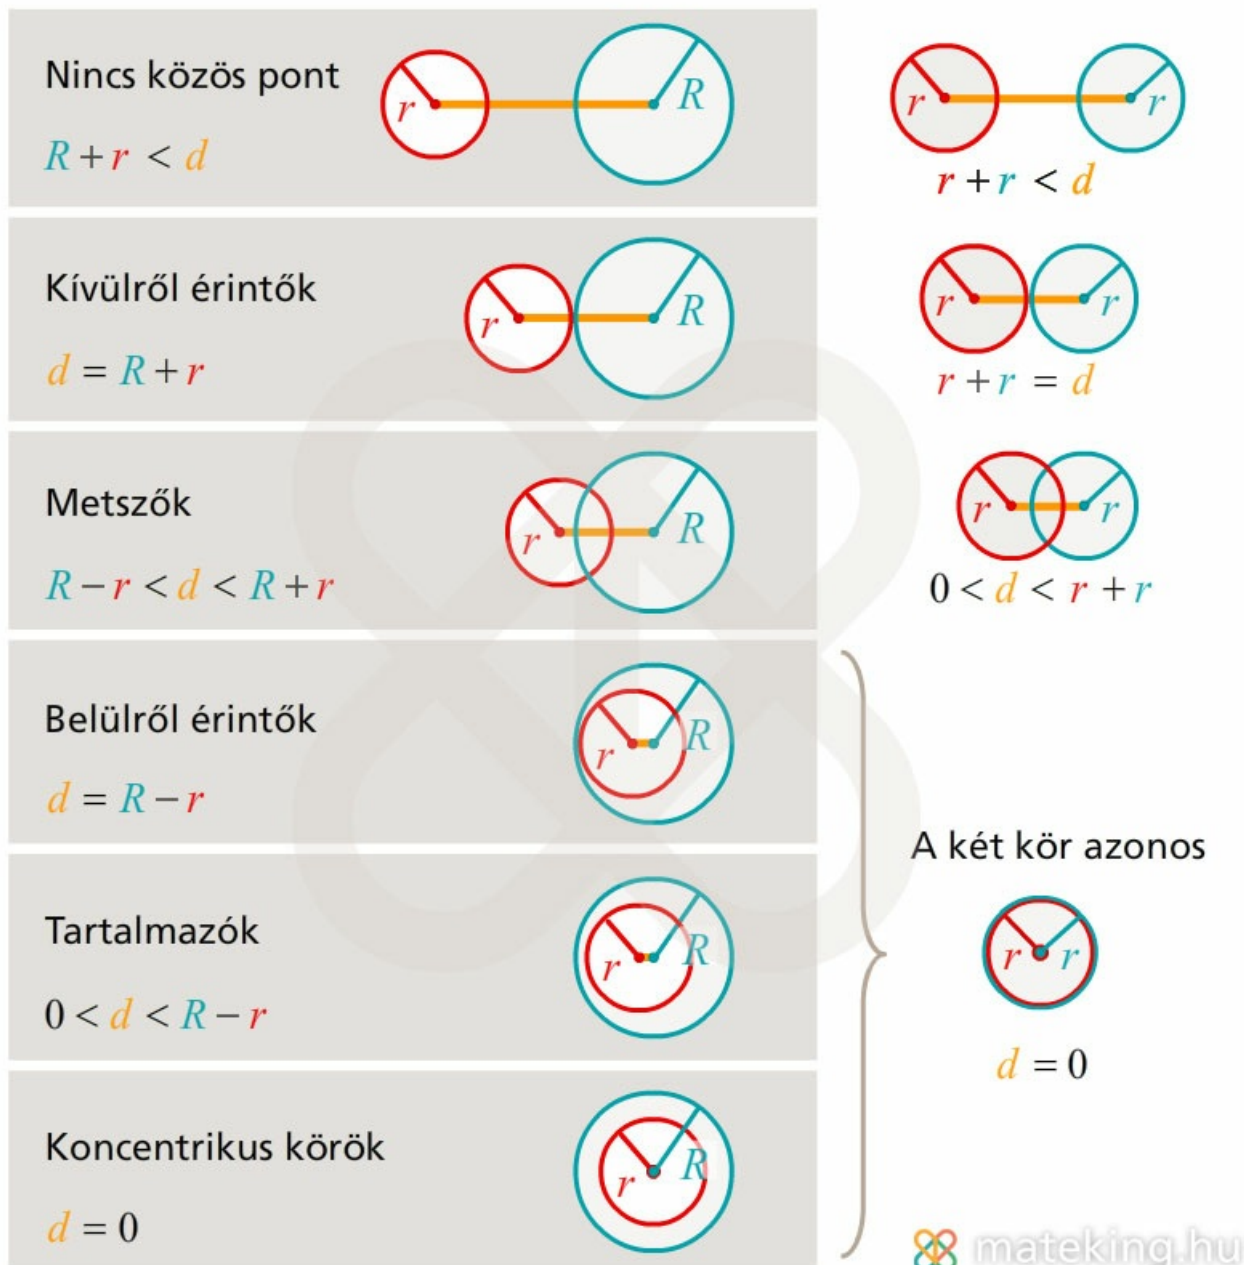 Nincs közös pont
r
R
R + r < d
r
r
r + r < d
Kívülről érintők
r
R
d = R + r
r
r
r + r = d
Metszők
r
R
R − r < d < R + r
r
r
0 < d < r + r
Belülről érintők
r
R
d = R − r
Tartalmazók
r
R
0 < d < R − r
Koncentrikus körök
r
R
d = 0
A két kör azonos
r
r
d = 0
mateking.hu